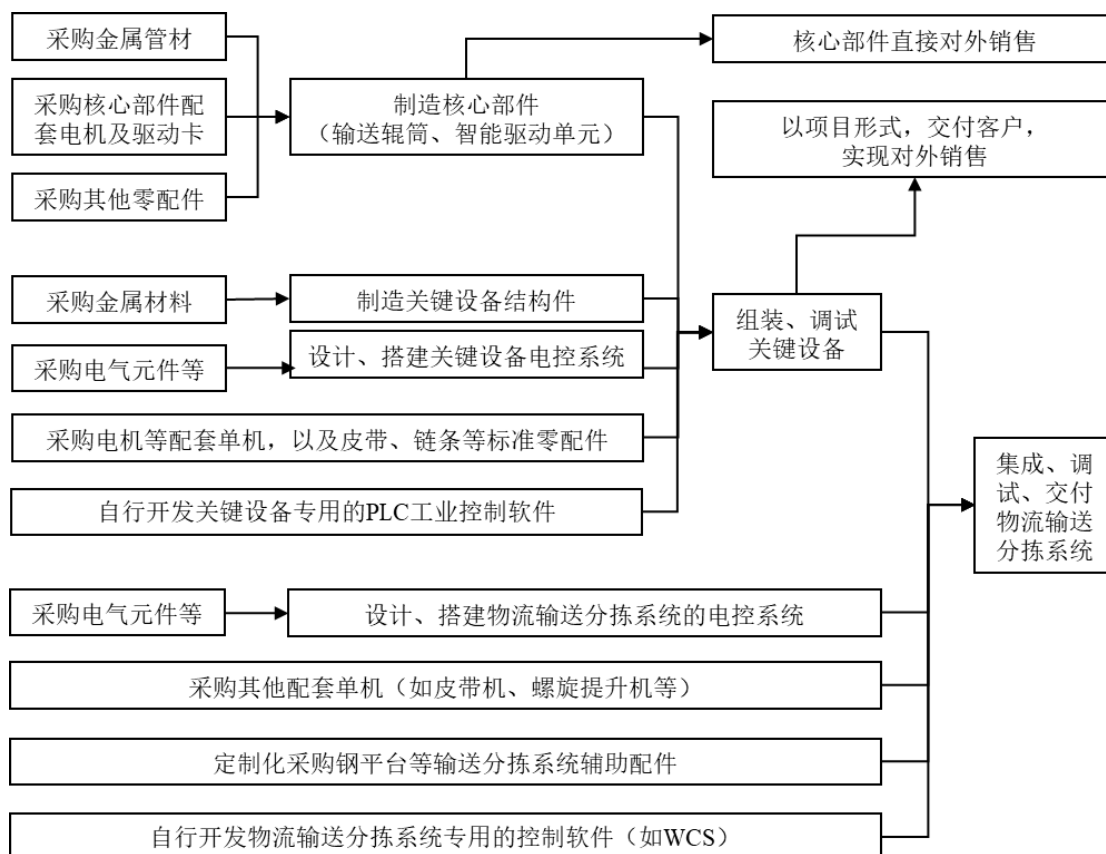 采购金属管材
核心部件直接对外销售
采购核心部件配
套电机及驱动卡
制造核心部件
（输送辊筒、智能驱动单元）
以项目形式，交付客户，
实现对外销售
采购其他零配件
采购金属材料
制造关键设备结构件
组装、调试
关键设备
采购电气元件等
设计、搭建关键设备电控系统
采购电机等配套单机，以及皮带、链条等标准零配件
自行开发关键设备专用的PLC工业控制软件
集成、调
试、交付
物流输送
分拣系统
采购电气元件等
设计、搭建物流输送分拣系统的电控系统
采购其他配套单机（如皮带机、螺旋提升机等）
定制化采购钢平台等输送分拣系统辅助配件
自行开发物流输送分拣系统专用的控制软件（如WCS）